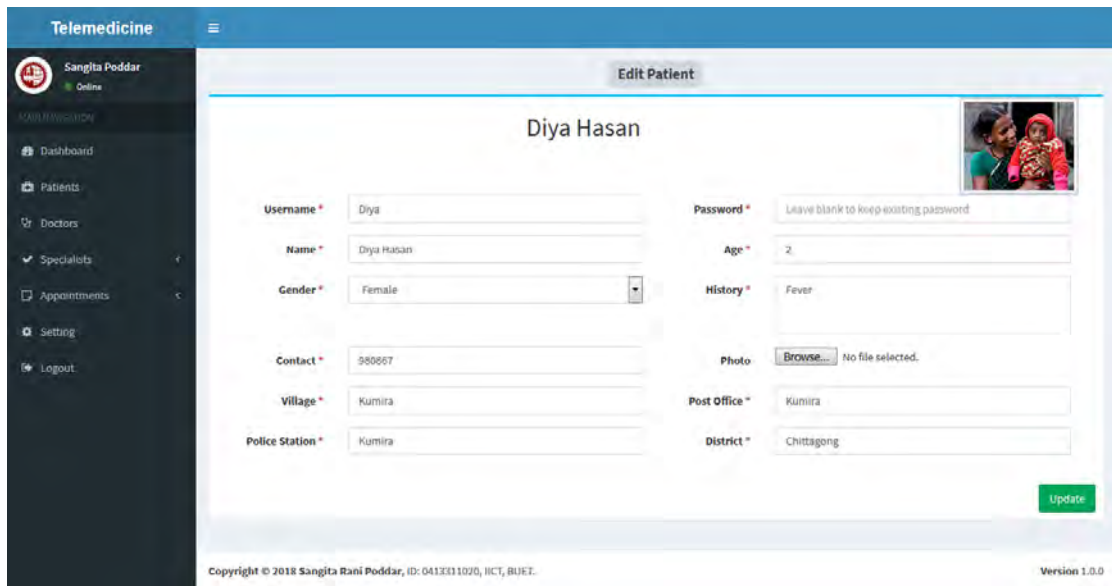 Telemedicine
Sangita Poddar
Online
MAIN NAVIGATION
Dashboard
Patients
Doctors
Specialists
Appointments
Setting
Logout
Edit Patient
Diya Hasan
Username * Diya Password * Leave blank to keep existing password
Name * Diya Hasan Age * 2
Gender * Female History * Fever
Contact * 980867 Photo Browse... No file selected.
Village * Kumira Post Office * Kumira
Police Station * Kumira District * Chittagong
Update
Copyright © 2018 Sangita Rani Poddar, ID: 0413311020, IICT, BUET. Version 1.0.0